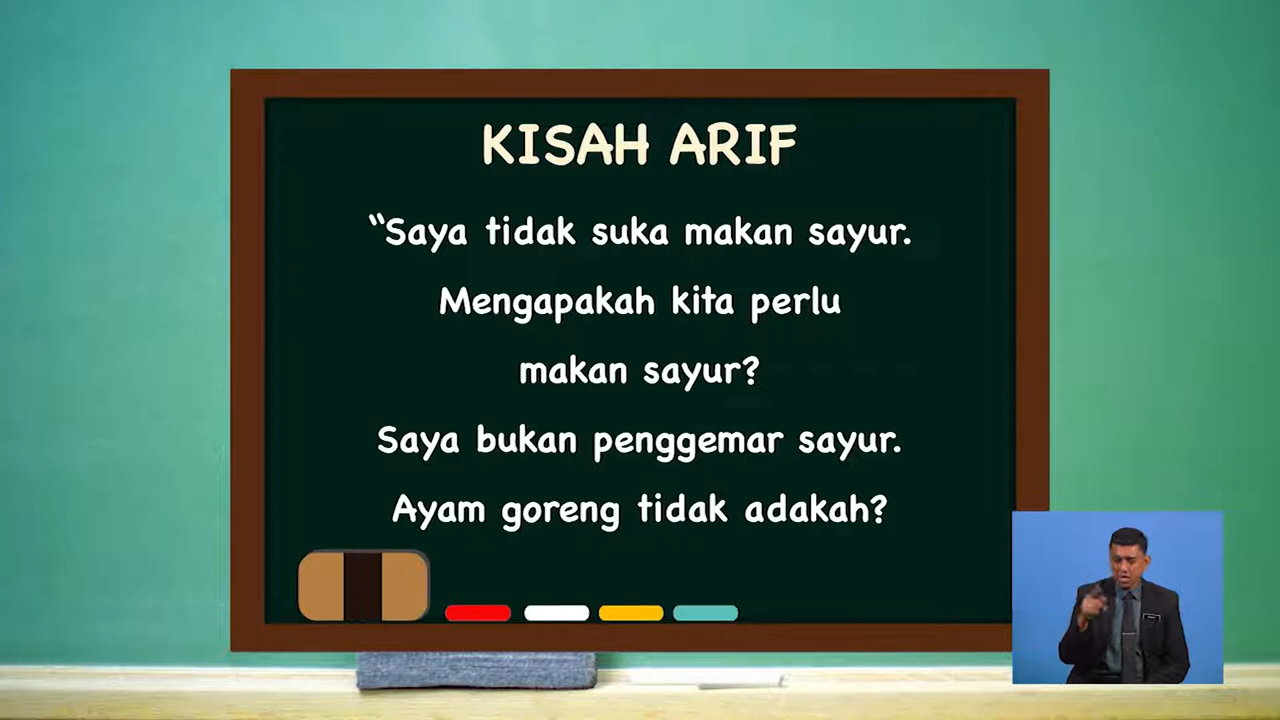 KISAH ARIF
“Saya tidak suka makan sayur.
Mengapakah kita perlu
makan sayur?
Saya bukan penggemar sayur.
Ayam goreng tidak adakah?